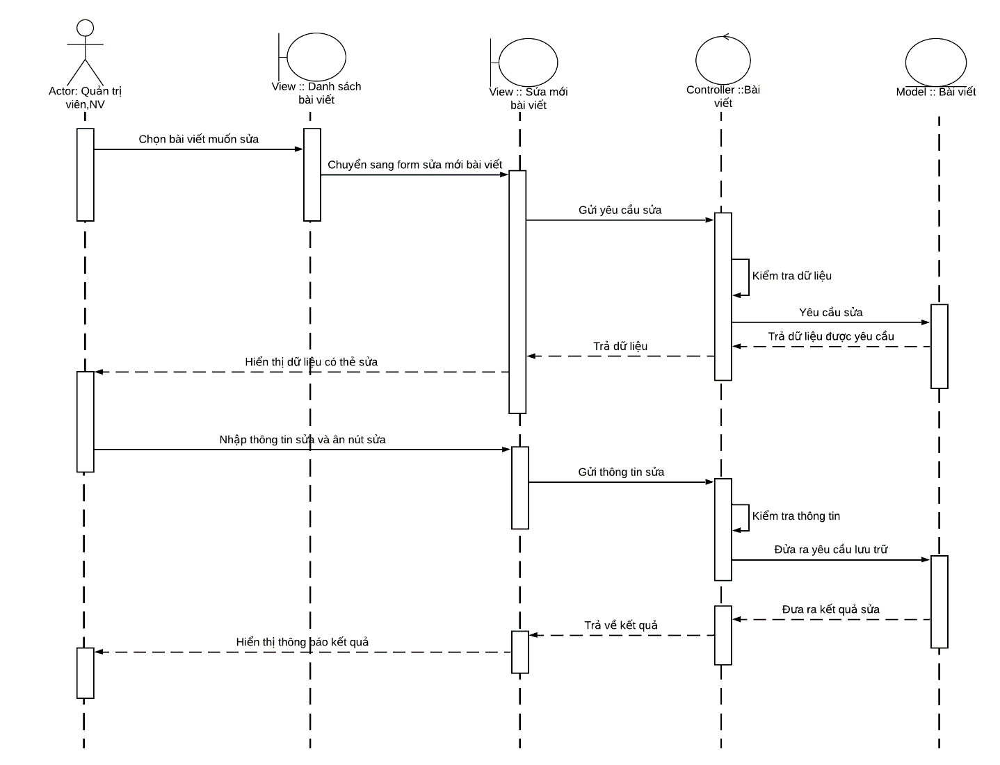 Actor: Quản trị
viên,NV
View :: Danh sách
bài viết
View :: Sửa mới
bài viết
Controller ::Bài
viết
Model :: Bài viết
Chọn bài viết muốn sửa
Chuyển sang form sửa mới bài viết
Gửi yêu cầu sửa
Kiểm tra dữ liệu
Yêu cầu sửa
Trả dữ liệu được yêu cầu
Trả dữ liệu
Hiển thị dữ liệu có thẻ sửa
Nhập thông tin sửa và ân nút sửa
Gửi thông tin sửa
Kiểm tra thông tin
Đửa ra yêu cầu lưu trữ
Đưa ra kết quả sửa
Trả về kết quả
Hiển thị thông báo kết quả